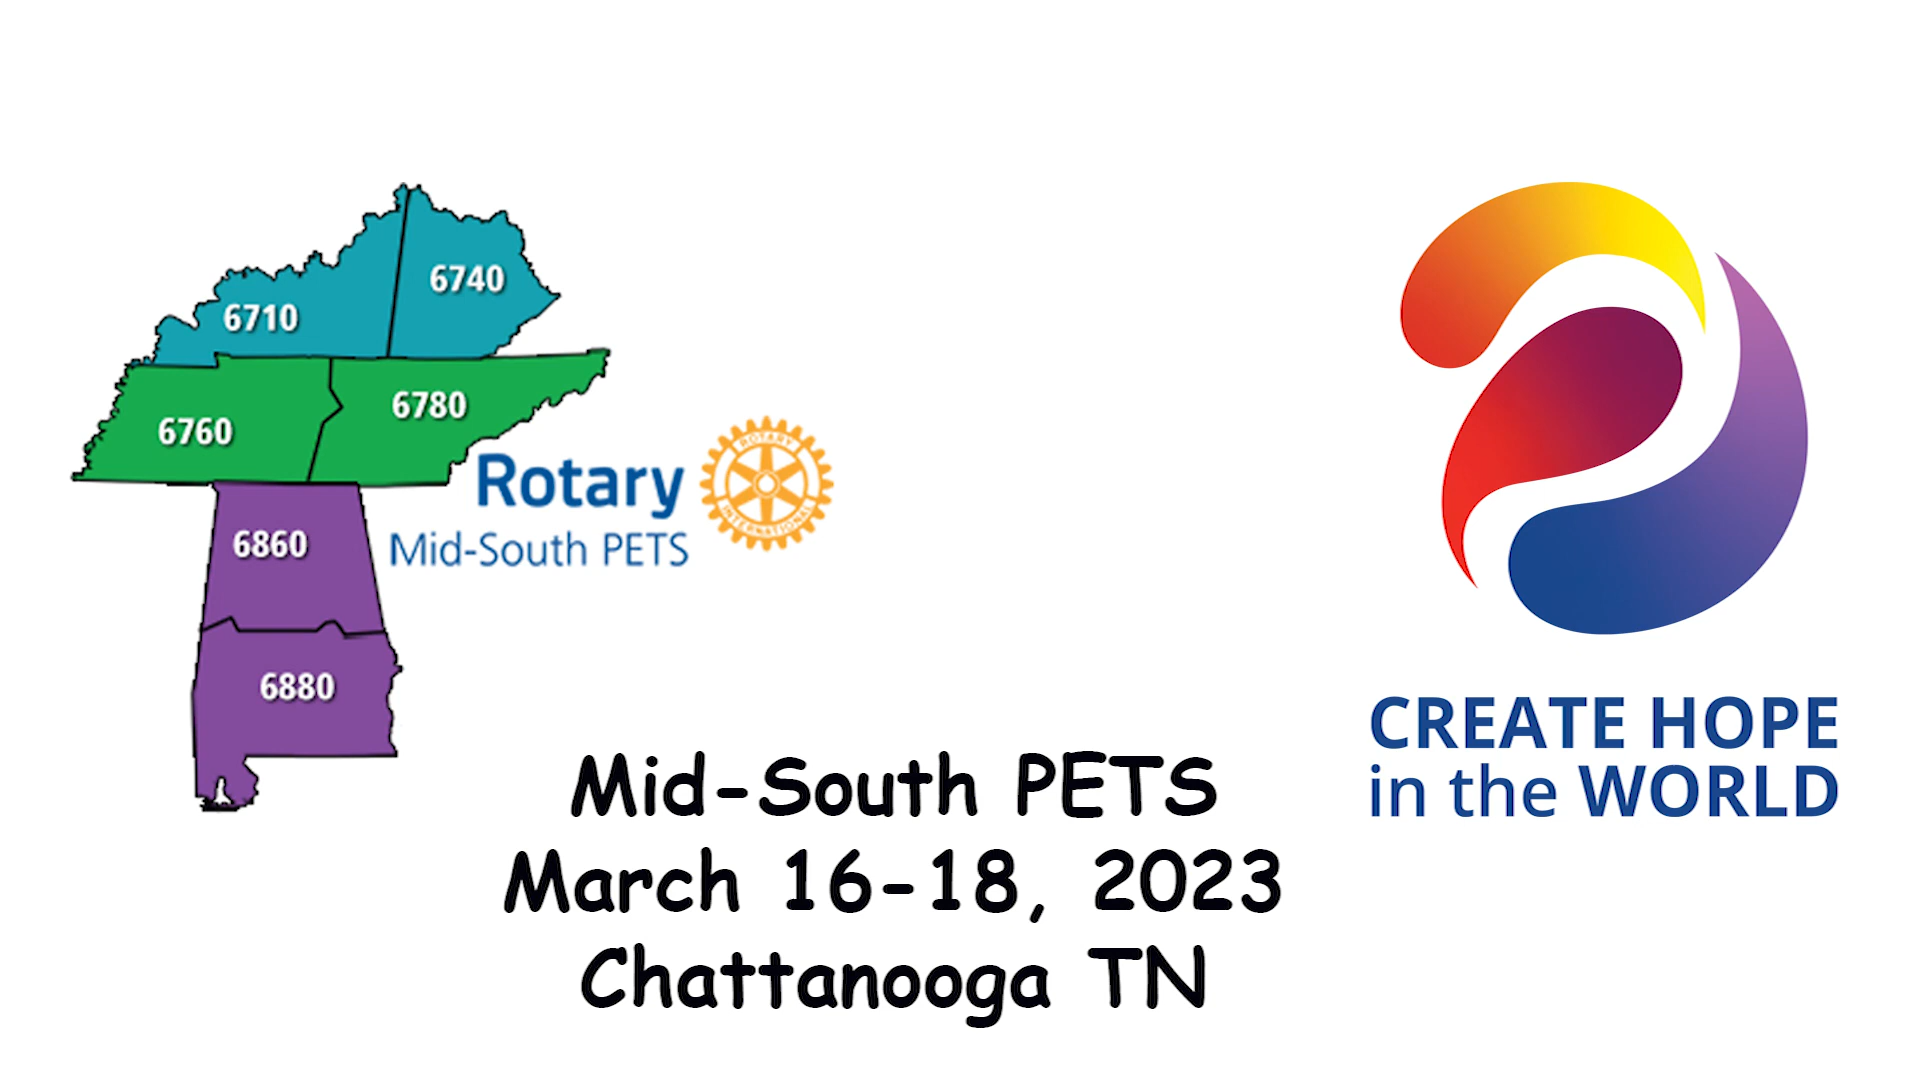 6740
6710
6780
6760
Rotary
ROTARY
INTERNATIONAL
Mid-South PETS
6860
6880
CREATE HOPE
in the WORLD
Mid-South PETS
March 16-18, 2023
Chattanooga TN